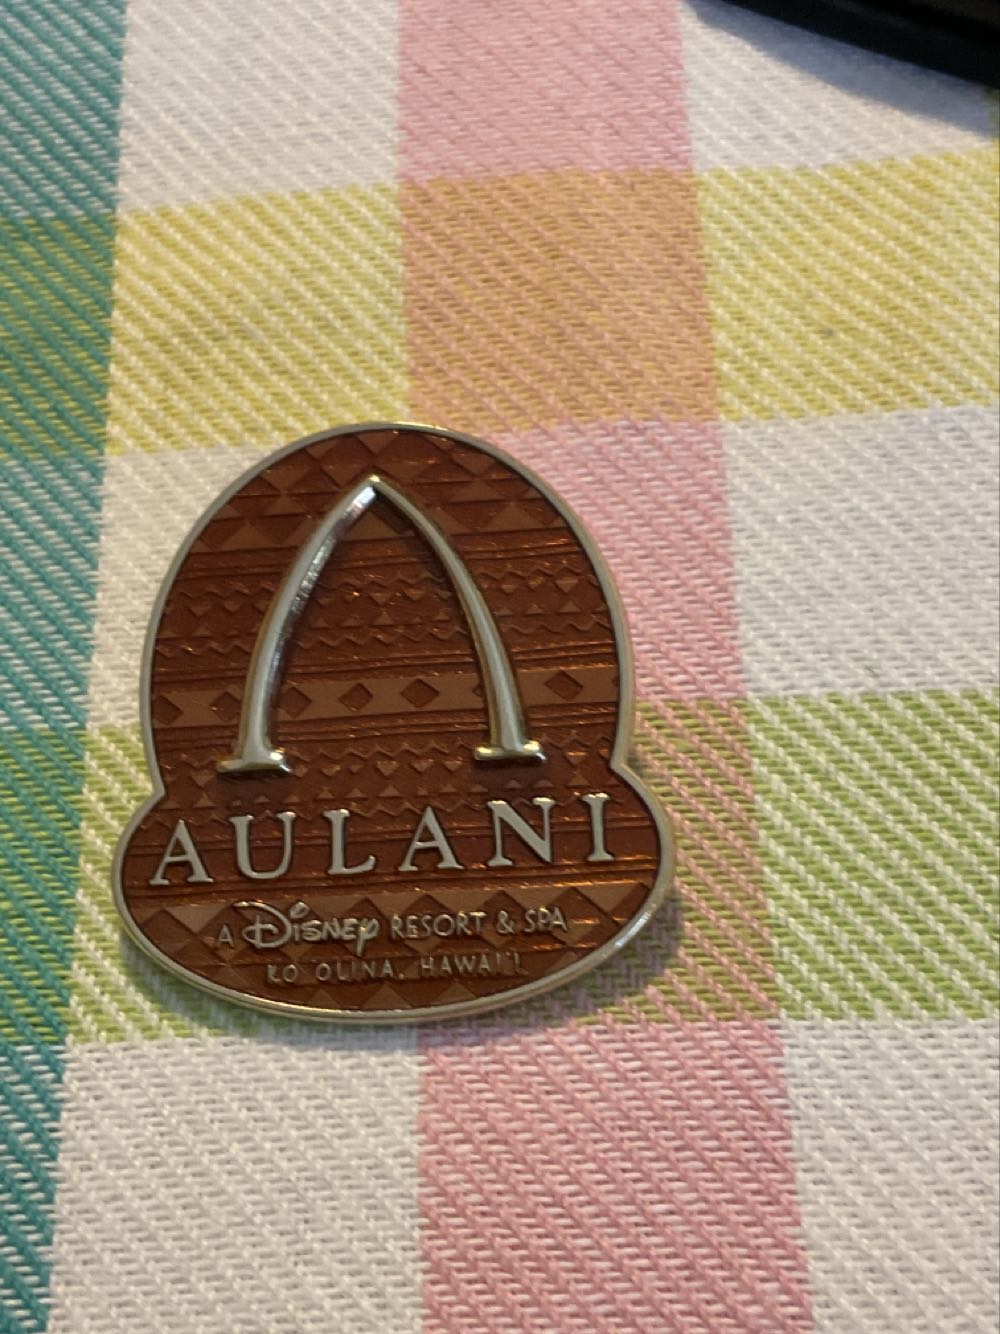 AULANI
A Disney RESORT & SPA
KO OLINA, HAWAI'I